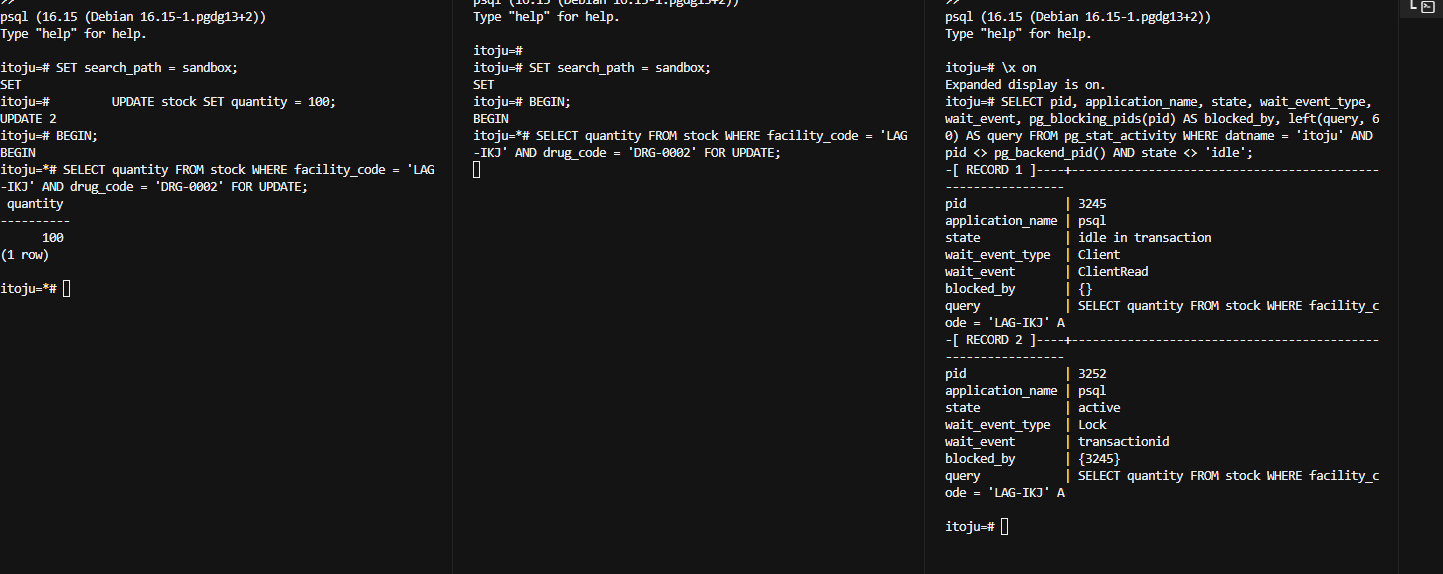 psql (16.15 (Debian 16.15-1.pgdg13+2))
Type "help" for help.
itoju=# SET search_path = sandbox;
SET
itoju=#         UPDATE stock SET quantity = 100;
UPDATE 2
itoju=# BEGIN;
BEGIN
itoju=*# SELECT quantity FROM stock WHERE facility_code = 'LAG
-IKJ' AND drug_code = 'DRG-0002' FOR UPDATE;
 quantity
----------
      100
(1 row)
itoju=*#
psql (16.15 (Debian 16.15-1.pgdg13+2))
Type "help" for help.
itoju=#
itoju=# SET search_path = sandbox;
SET
itoju=# BEGIN;
BEGIN
itoju=*# SELECT quantity FROM stock WHERE facility_code = 'LAG
-IKJ' AND drug_code = 'DRG-0002' FOR UPDATE;
psql (16.15 (Debian 16.15-1.pgdg13+2))
Type "help" for help.
itoju=# \x on
Expanded display is on.
itoju=# SELECT pid, application_name, state, wait_event_type,
wait_event, pg_blocking_pids(pid) AS blocked_by, left(query, 6
0) AS query FROM pg_stat_activity WHERE datname = 'itoju' AND
pid <> pg_backend_pid() AND state <> 'idle';
-[ RECORD 1 ]----+-----------------------------------------
-----------------
pid              | 3245
application_name | psql
state            | idle in transaction
wait_event_type  | Client
wait_event       | ClientRead
blocked_by       | {}
query            | SELECT quantity FROM stock WHERE facility_c
ode = 'LAG-IKJ' A
-[ RECORD 2 ]----+-----------------------------------------
-----------------
pid              | 3252
application_name | psql
state            | active
wait_event_type  | Lock
wait_event       | transactionid
blocked_by       | {3245}
query            | SELECT quantity FROM stock WHERE facility_c
ode = 'LAG-IKJ' A
itoju=#